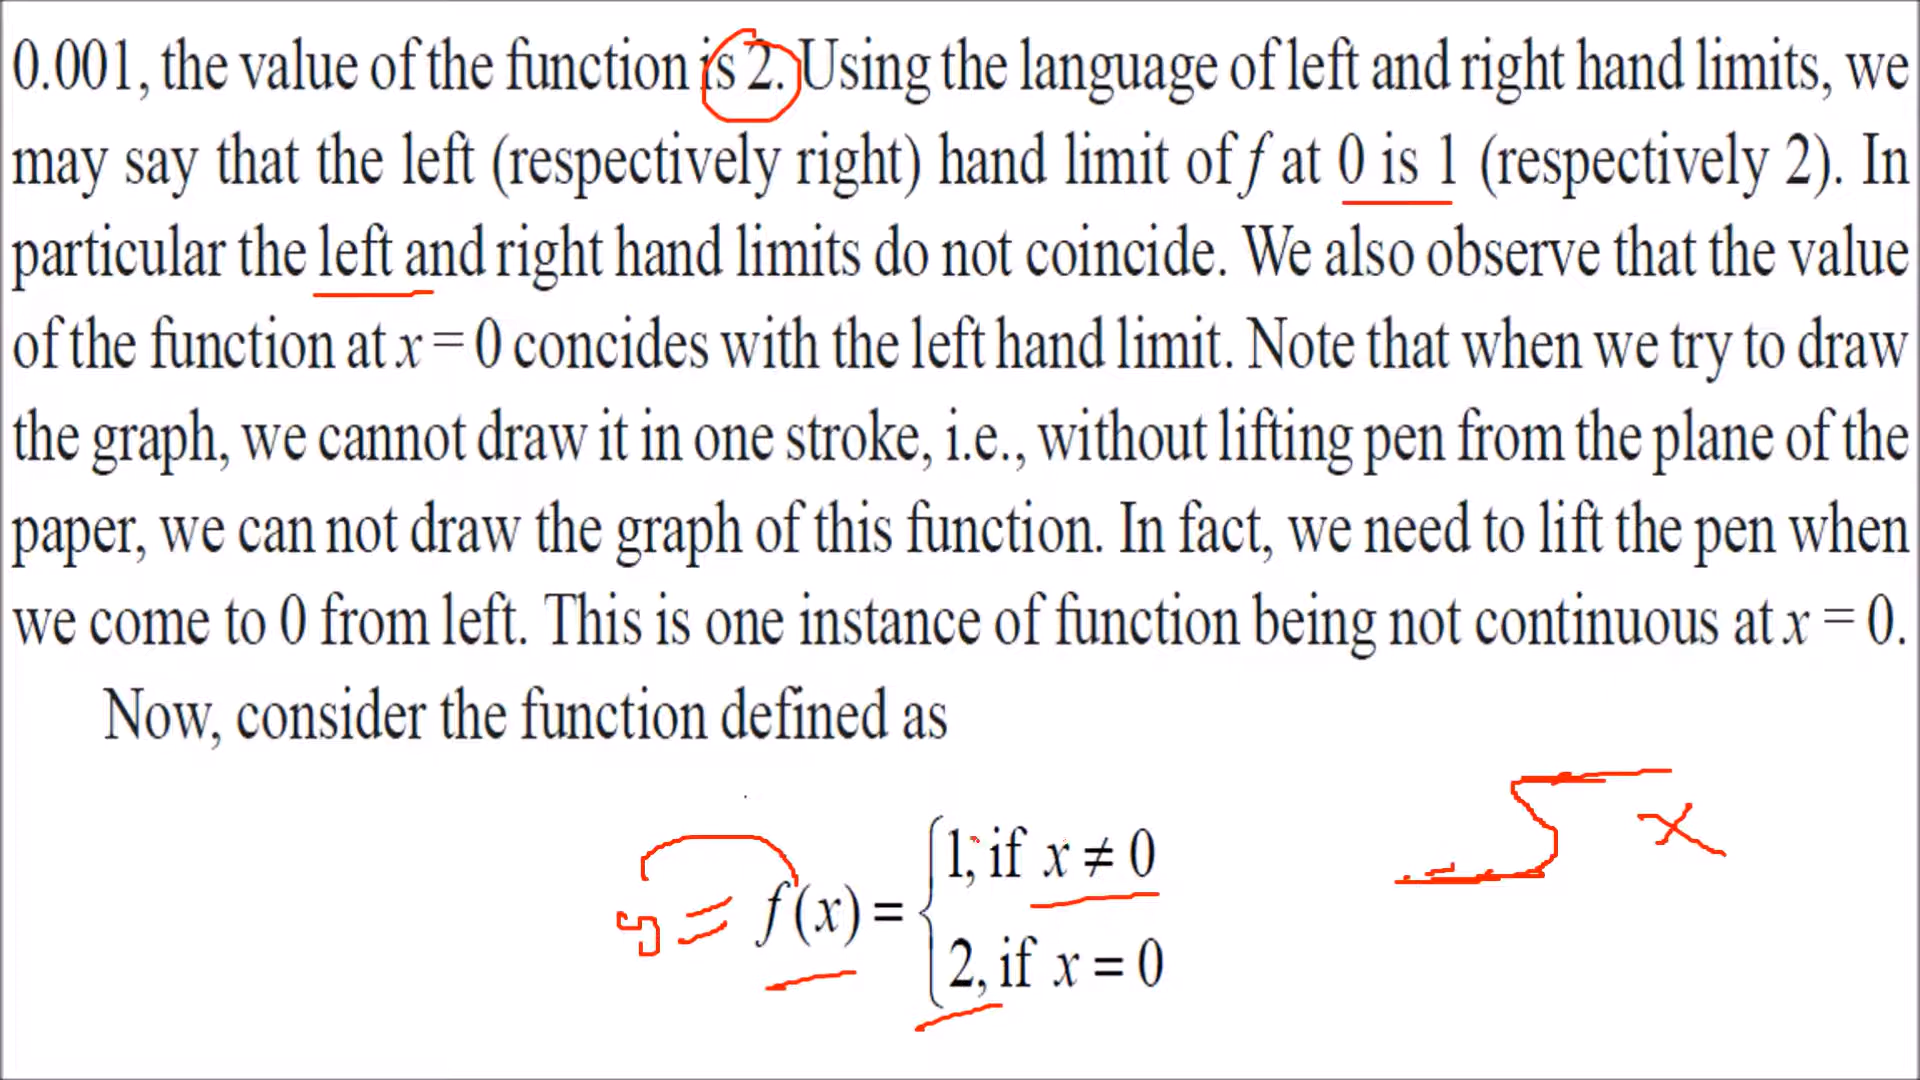 0.001, the value of the function is 2. Using the language of left and right hand limits, we
may say that the left (respectively right) hand limit of f at 0 is 1 (respectively 2). In
particular the left and right hand limits do not coincide. We also observe that the value
of the function at x = 0 concides with the left hand limit. Note that when we try to draw
the graph, we cannot draw it in one stroke, i.e., without lifting pen from the plane of the
paper, we can not draw the graph of this function. In fact, we need to lift the pen when
we come to 0 from left. This is one instance of function being not continuous at x = 0.
Now, consider the function defined as
1, if x ≠ 0
y = f(x) =
2, if x = 0
x